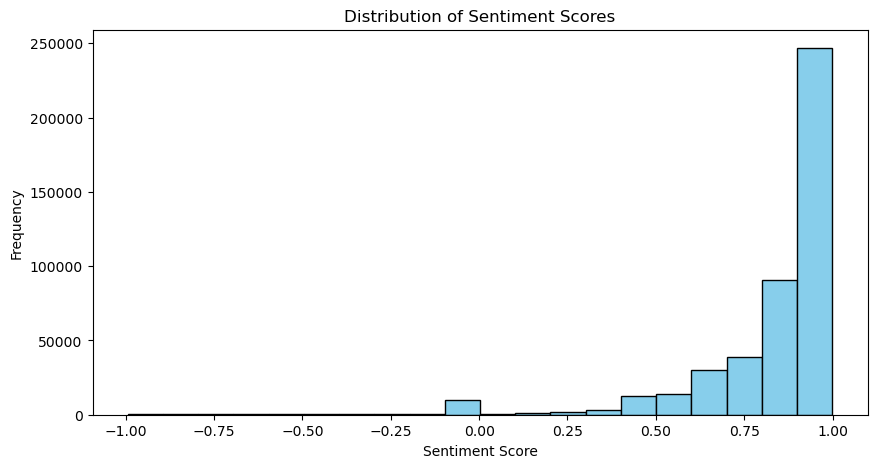 Distribution of Sentiment Scores
250000
200000
150000
100000
50000
0
Frequency
−1.00 −0.75 −0.50 −0.25 0.00 0.25 0.50 0.75 1.00
Sentiment Score